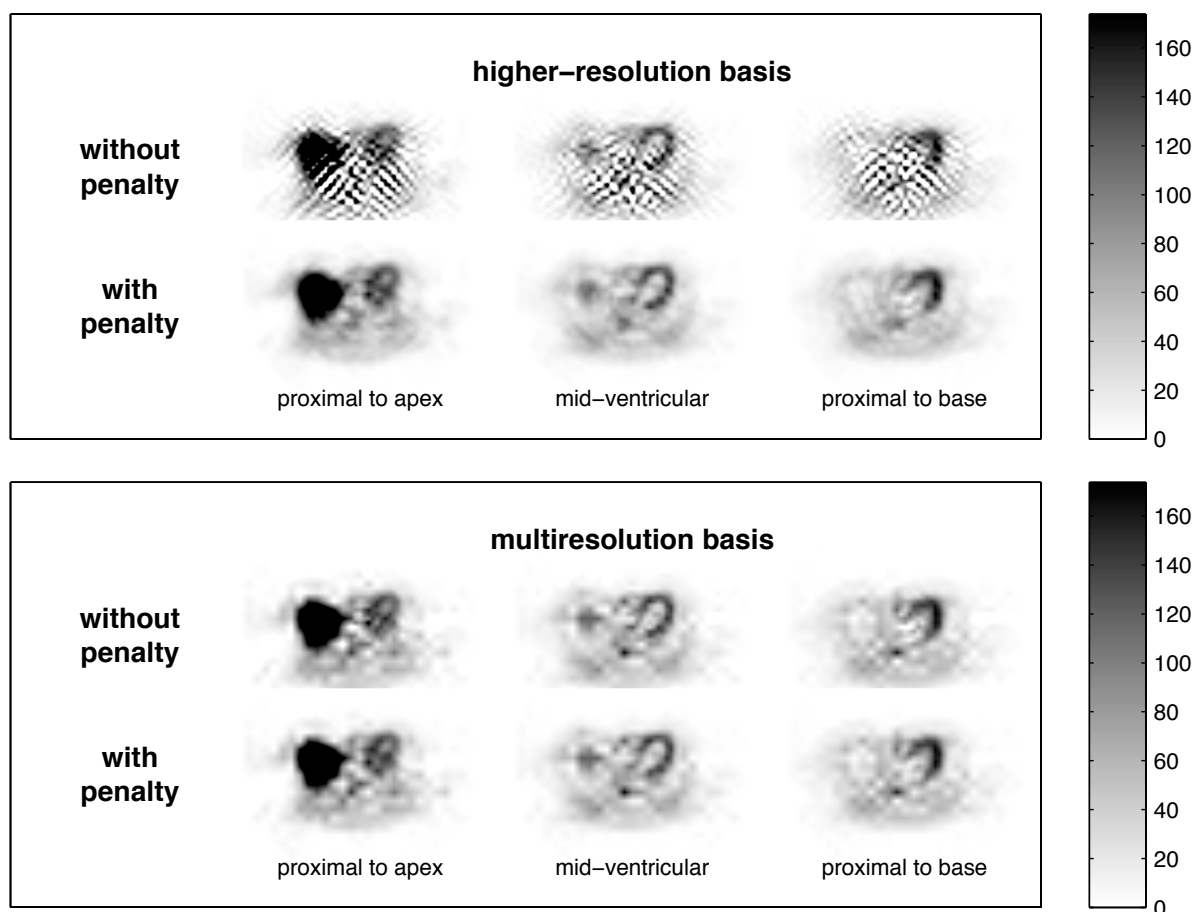 higher−resolution basis
without
penalty
with
penalty
proximal to apex
mid−ventricular
proximal to base
160
140
120
100
80
60
40
20
0
multiresolution basis
without
penalty
with
penalty
proximal to apex
mid−ventricular
proximal to base
160
140
120
100
80
60
40
20
0